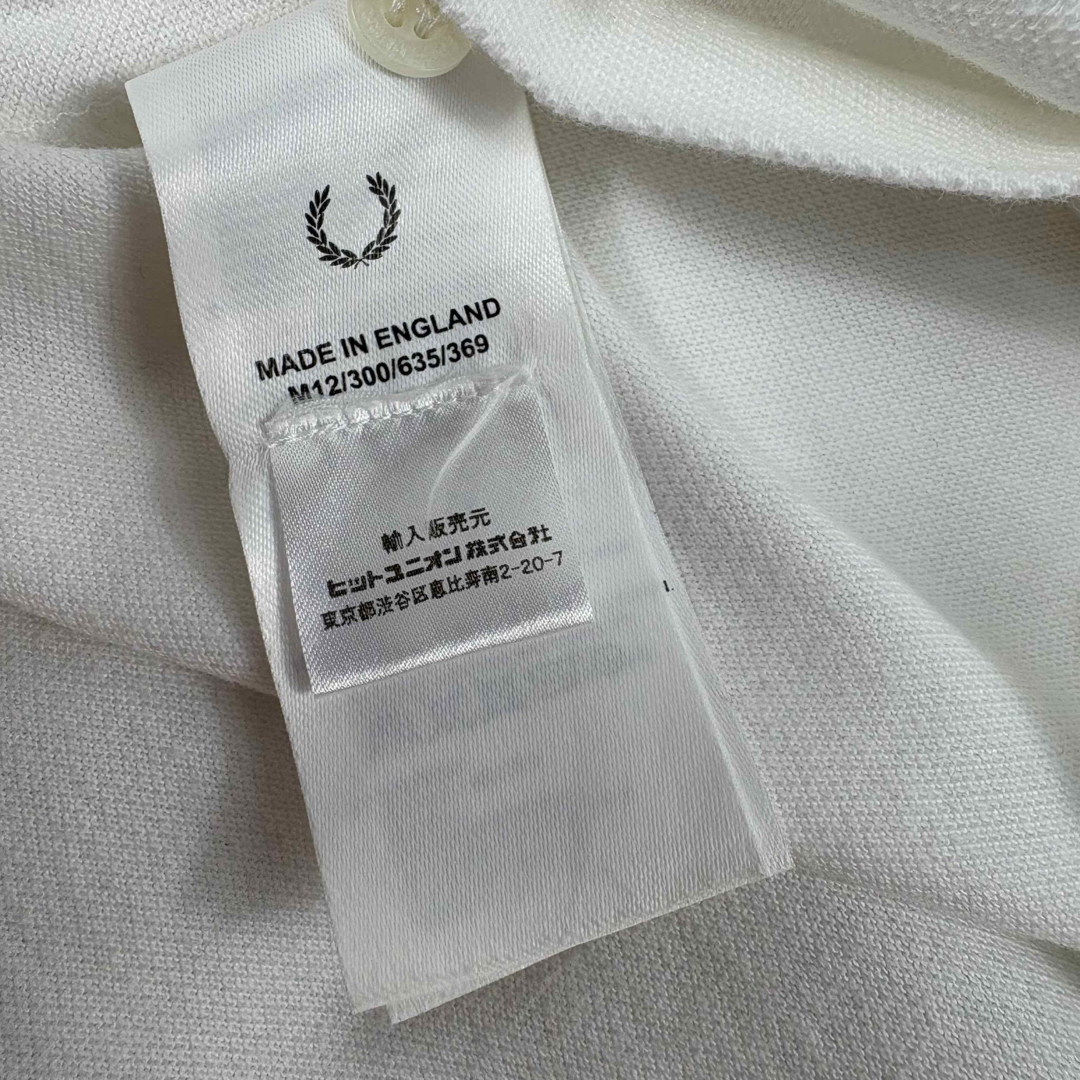 MADE IN ENGLAND
M12/300/635/369
輸入販売元
ヒットユニオン株式会社
東京都渋谷区恵比寿南2-20-7